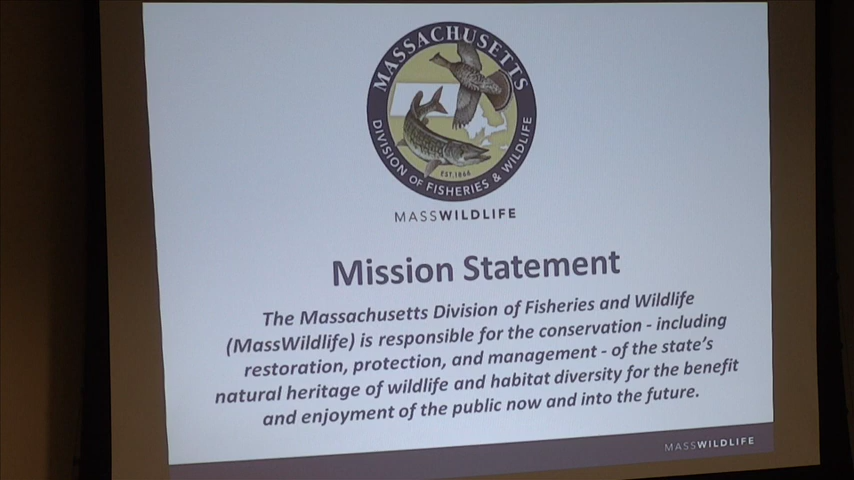 MASSACHUSETTS
DIVISION OF FISHERIES & WILDLIFE
EST.1866
MASSWILDLIFE
Mission Statement
The Massachusetts Division of Fisheries and Wildlife
(MassWildlife) is responsible for the conservation - including
restoration, protection, and management - of the state's
natural heritage of wildlife and habitat diversity for the benefit
and enjoyment of the public now and into the future.
MASSWILDLIFE